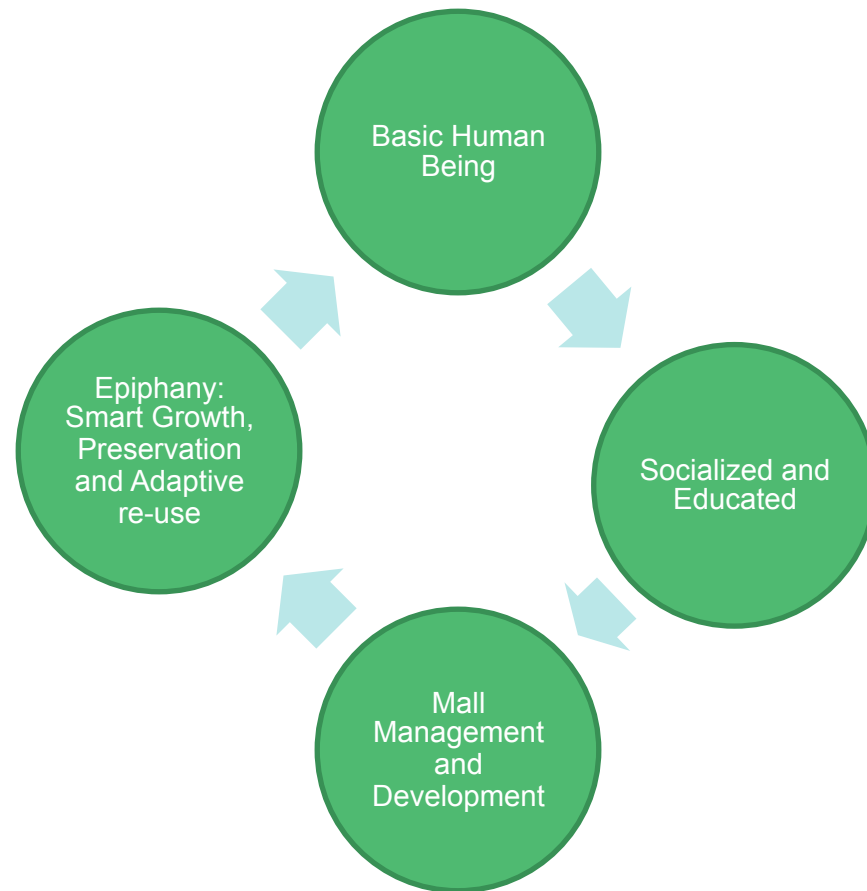 Basic Human
Being
Socialized and
Educated
Mall
Management
and
Development
Epiphany:
Smart Growth,
Preservation
and Adaptive
re-use